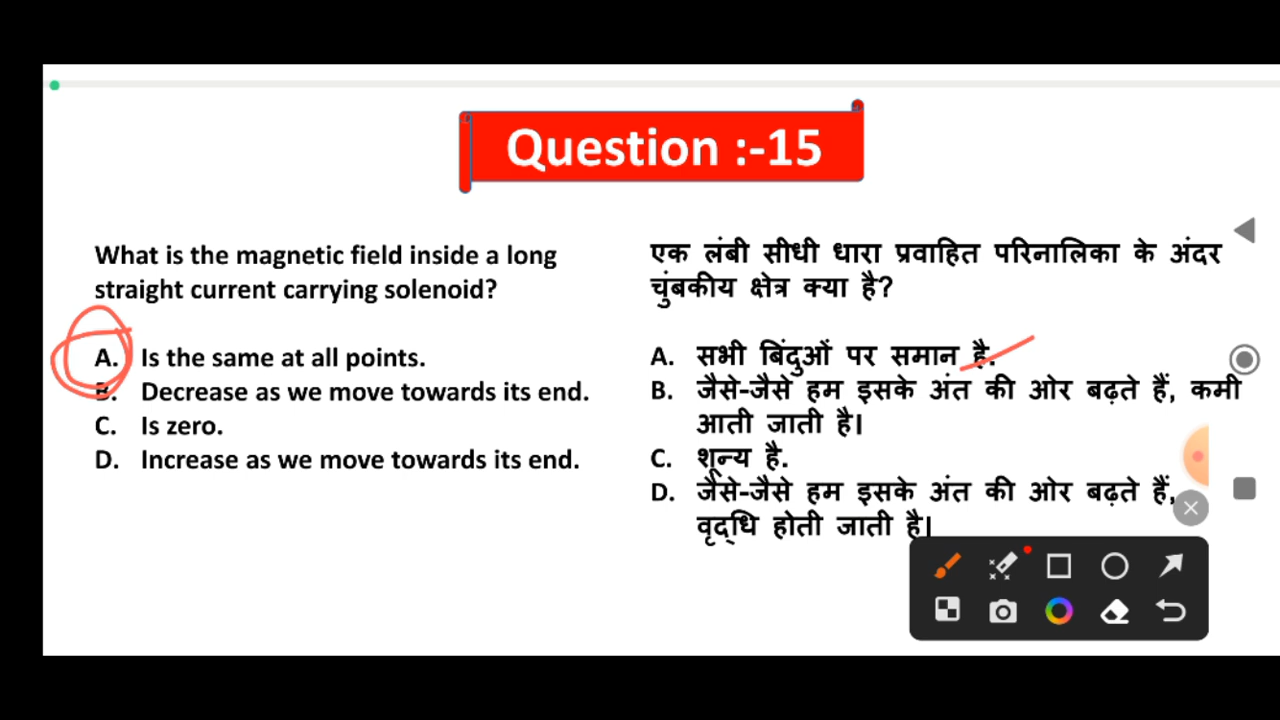 Question :-15
What is the magnetic field inside a long
straight current carrying solenoid?
A. Is the same at all points.
B. Decrease as we move towards its end.
C. Is zero.
D. Increase as we move towards its end.
एक लंबी सीधी धारा प्रवाहित परिनालिका के अंदर
चुंबकीय क्षेत्र क्या है?
A. सभी बिंदुओं पर समान है.
B. जैसे-जैसे हम इसके अंत की ओर बढ़ते हैं, कमी
आती जाती है।
C. शून्य है.
D. जैसे-जैसे हम इसके अंत की ओर बढ़ते हैं,
वृद्धि होती जाती है।